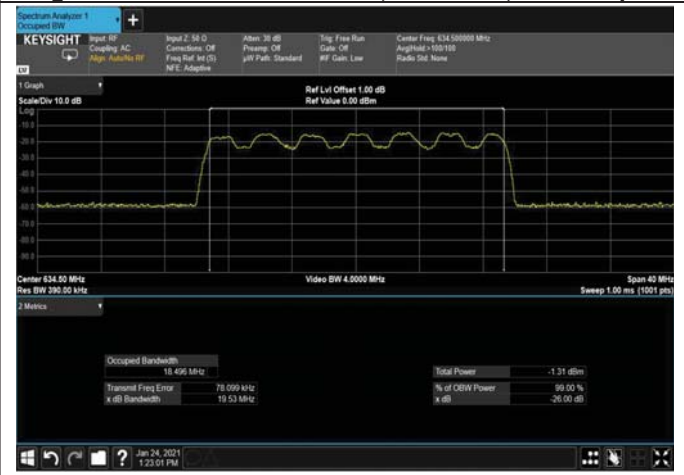 Spectrum Analyzer 1
Occupied BW
+
KEYSIGHT
Input: RF
Coupling: AC
Align: Auto/No RF
Input Z: 50 Ω
Corrections: Off
Freq Ref: Int (S)
NFE: Adaptive
Atten: 38 dB
Preamp: Off
µW Path: Standard
Trig: Free Run
Gate: Off
#IF Gain: Low
Center Freq: 634.500000 MHz
Avg|Hold:>100/100
Radio Std: None
1 Graph
Scale/Div 10.0 dB
Ref Lvl Offset 1.00 dB
Ref Value 0.00 dBm
Log
-10.0
-20.0
-30.0
-40.0
-50.0
-60.0
-70.0
-80.0
-90.0
Center 634.50 MHz
Res BW 390.00 kHz
Video BW 4.0000 MHz
Span 40 MHz
Sweep 1.00 ms (1001 pts)
2 Metrics
Occupied Bandwidth
18.496 MHz
Transmit Freq Error 78.099 kHz
x dB Bandwidth 19.53 MHz
Total Power -1.31 dBm
% of OBW Power 99.00 %
x dB -26.00 dB
?
Jan 24, 2021
1:23:01 PM